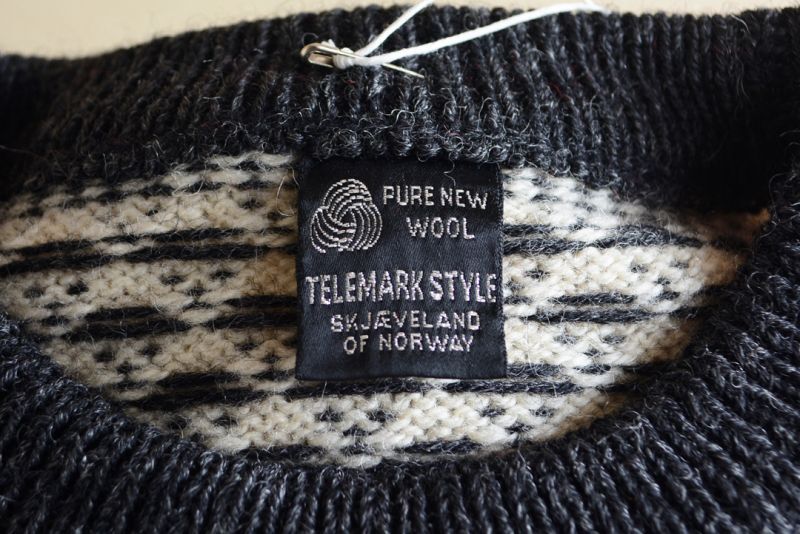 PURE NEW
WOOL
TELEMARK STYLE
SKJÆVELAND
OF NORWAY